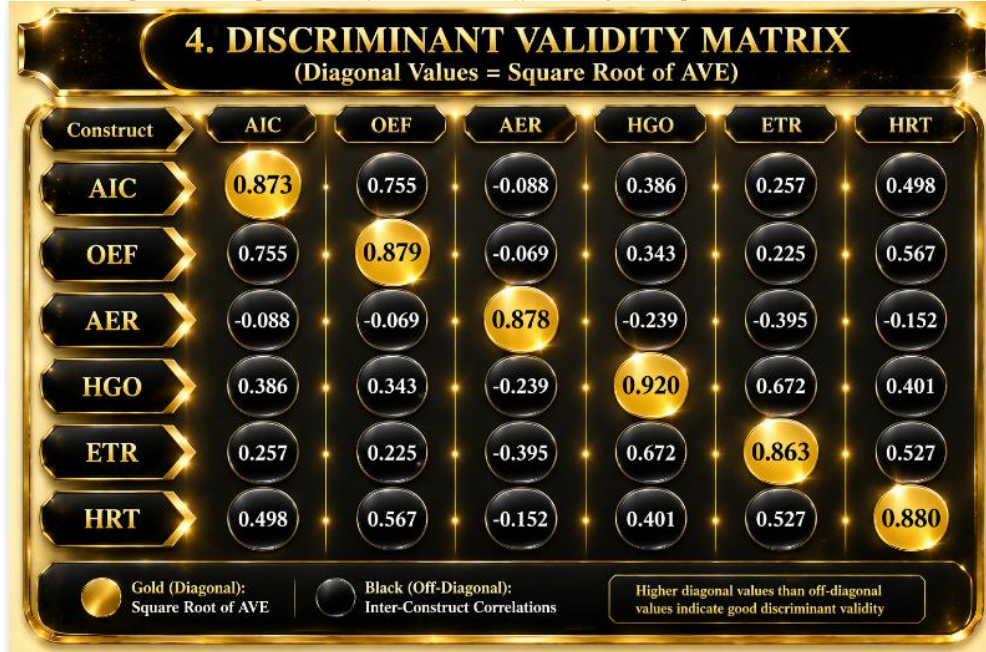 4. DISCRIMINANT VALIDITY MATRIX
(Diagonal Values = Square Root of AVE)
Construct AIC OEF AER HGO ETR HRT
AIC 0.873 0.755 -0.088 0.386 0.257 0.498
OEF 0.755 0.879 -0.069 0.343 0.225 0.567
AER -0.088 -0.069 0.878 -0.239 -0.395 -0.152
HGO 0.386 0.343 -0.239 0.920 0.672 0.401
ETR 0.257 0.225 -0.395 0.672 0.863 0.527
HRT 0.498 0.567 -0.152 0.401 0.527 0.880
Gold (Diagonal):
Square Root of AVE
Black (Off-Diagonal):
Inter-Construct Correlations
Higher diagonal values than off-diagonal
values indicate good discriminant validity